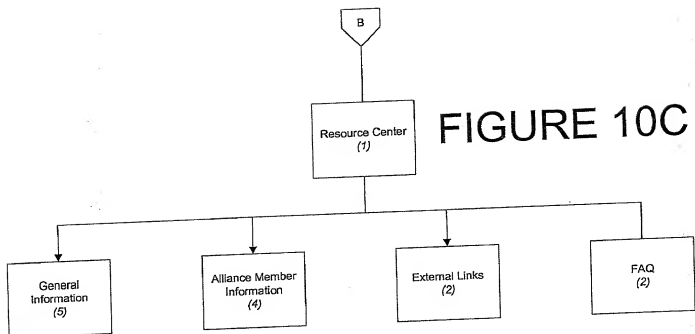 B
Resource Center
(1)
FIGURE 10C
General
Information
(5)
Alliance Member
Information
(4)
External Links
(2)
FAQ
(2)